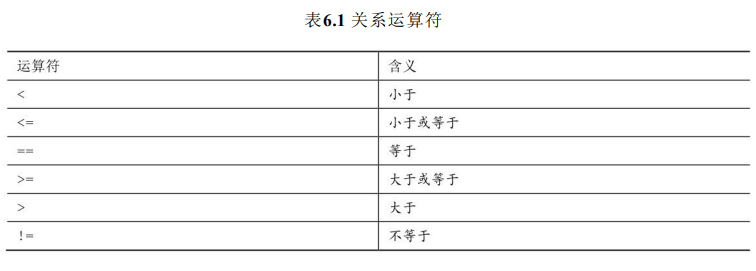 表6.1 关系运算符
运算符 含义
< 小于
<= 小于或等于
== 等于
>= 大于或等于
> 大于
!= 不等于